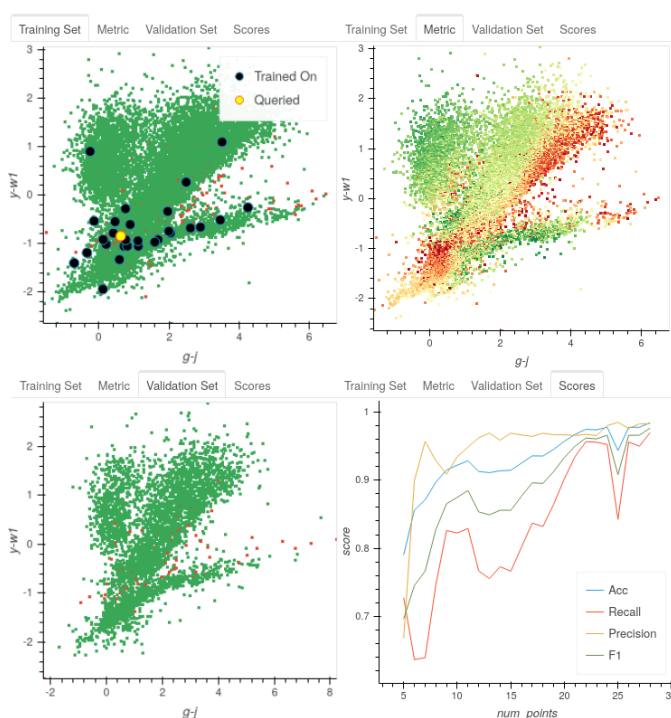 Training Set Metric Validation Set Scores
3
2
1
0
-1
-2
y-w1
Trained On
Queried
0 2 4 6
g-j
Training Set Metric Validation Set Scores
3
2
1
0
-1
-2
y-w1
0 2 4 6
g-j
Training Set Metric Validation Set Scores
2
1
0
-1
-2
y-w1
-2 0 2 4 6 8
g-j
Training Set Metric Validation Set Scores
1
0.9
0.8
0.7
score
Acc
Recall
Precision
F1
5 10 15 20 25
num_points